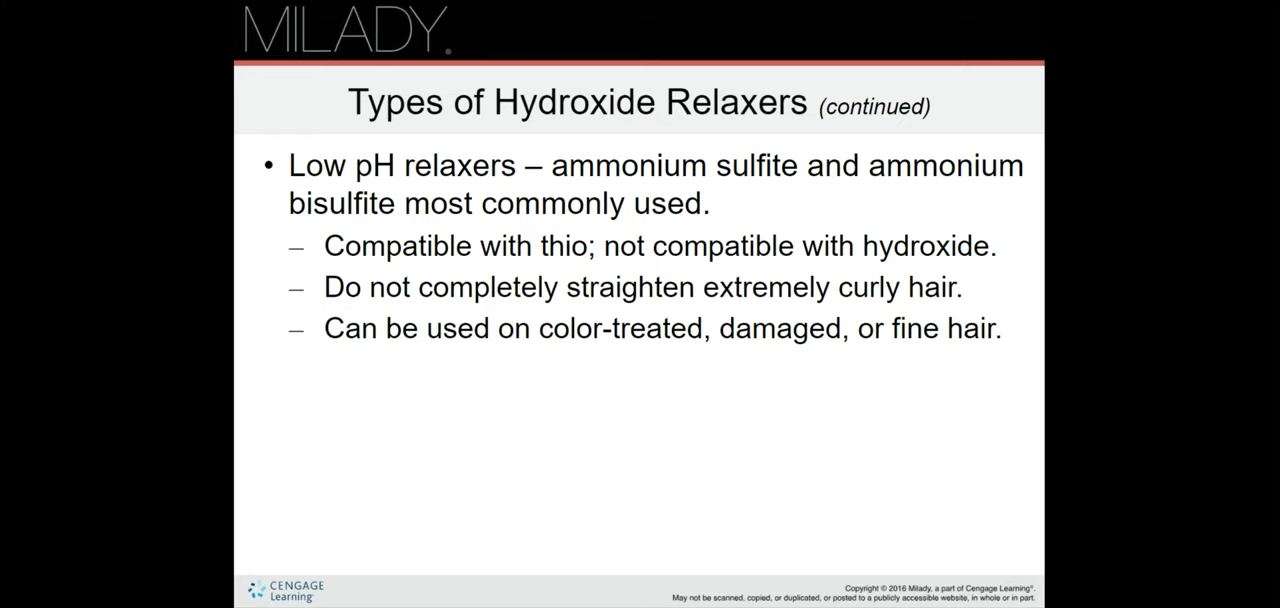 MILADY.
Types of Hydroxide Relaxers (continued)
• Low pH relaxers – ammonium sulfite and ammonium
bisulfite most commonly used.
– Compatible with thio; not compatible with hydroxide.
– Do not completely straighten extremely curly hair.
– Can be used on color-treated, damaged, or fine hair.
CENGAGE
Learning
Copyright © 2016 Milady, a part of Cengage Learning®.
May not be scanned, copied, or duplicated, or posted to a publicly accessible website, in whole or in part.